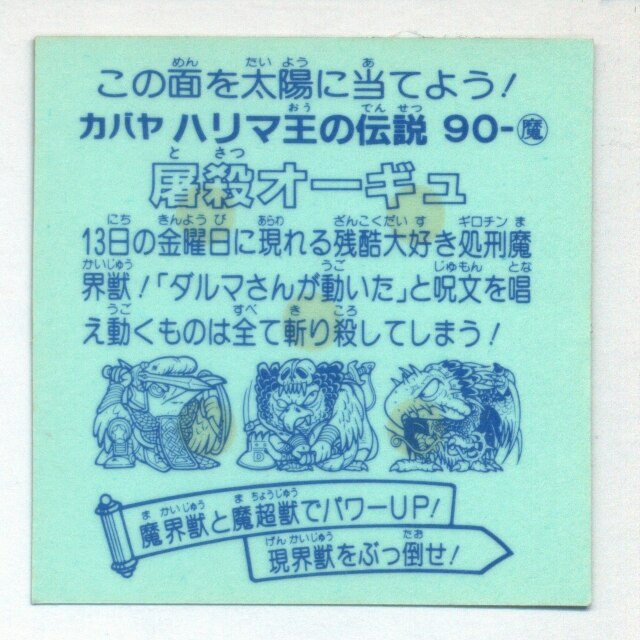 この面を太陽に当てよう!
カバヤ ハリマ王の伝説 90-魔
屠殺オーギュ
13日の金曜日に現れる残酷大好き処刑魔
界獣!「ダルマさんが動いた」と呪文を唱
え動くものは全て斬り殺してしまう!
魔界獣と魔超獣でパワーUP!
現界獣をぶっ倒せ!